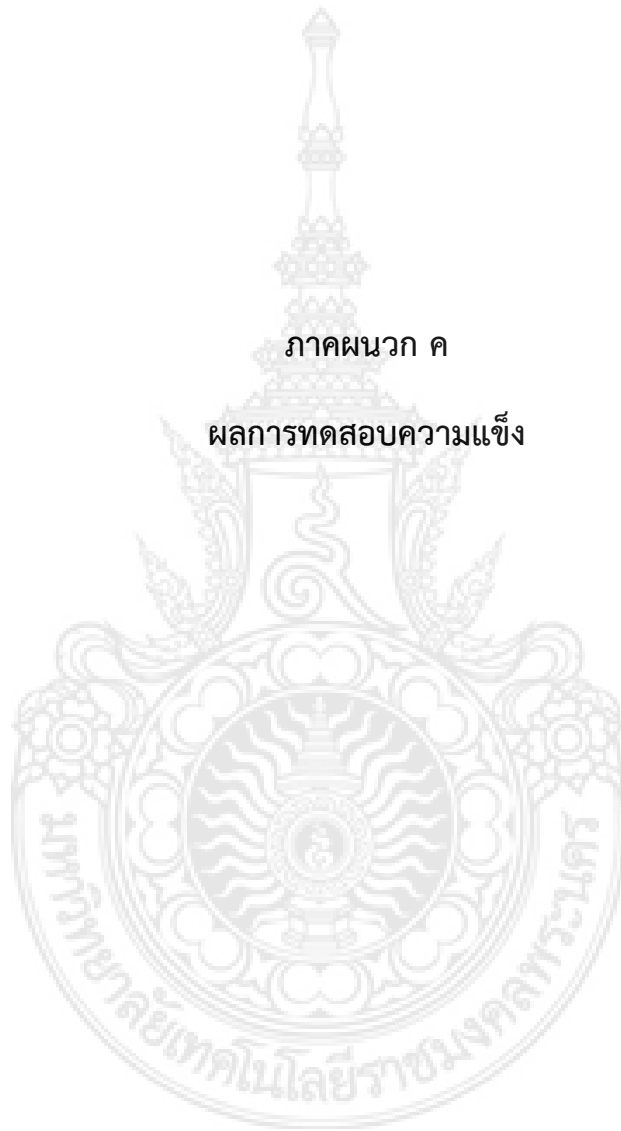 ภาคผนวก ค
ผลการทดสอบความแข็ง
มหาวิทยาลัยเทคโนโลยีราชมงคลพระนคร